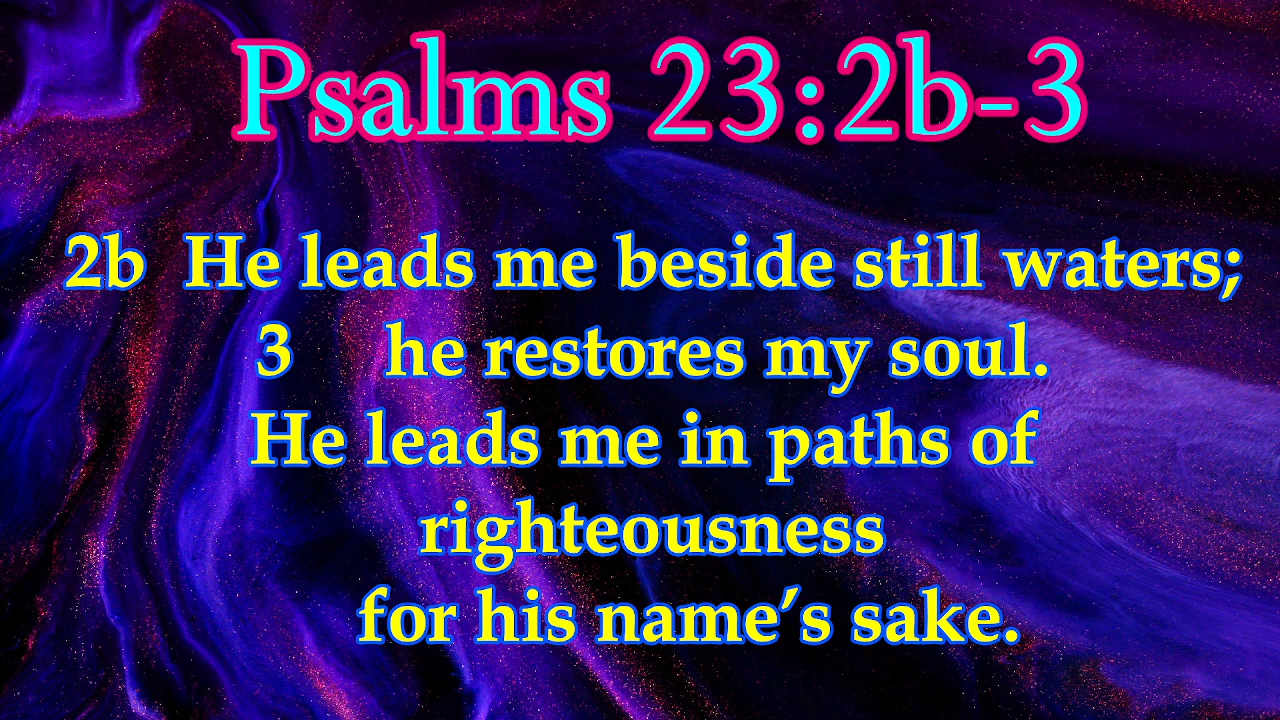 Psalms 23:2b-3
2b  He leads me beside still waters;
3     he restores my soul.
He leads me in paths of
righteousness
for his name’s sake.